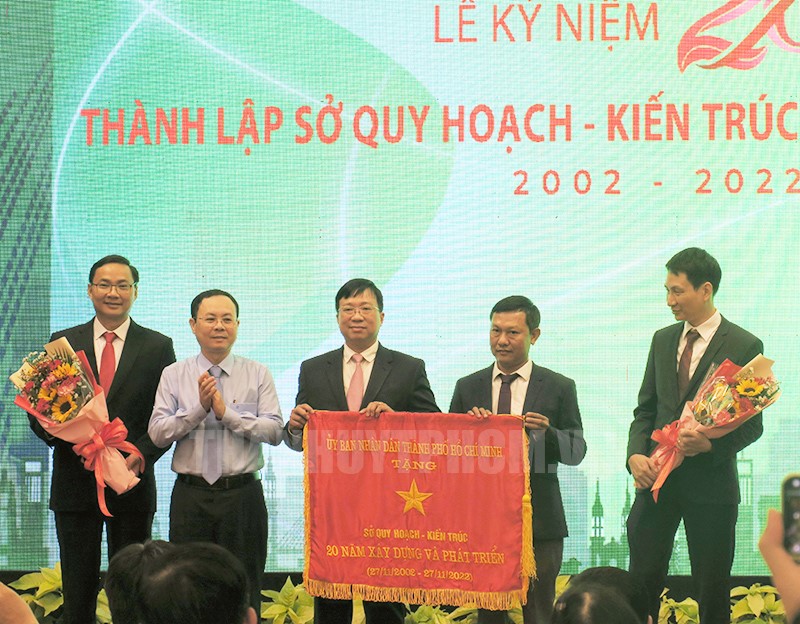 LỄ KỶ NIỆM 20
THÀNH LẬP SỞ QUY HOẠCH - KIẾN TRÚC
2002 - 2022
ỦY BAN NHÂN DÂN THÀNH PHỐ HỒ CHÍ MINH
TẶNG
SỞ QUY HOẠCH - KIẾN TRÚC
20 NĂM XÂY DỰNG VÀ PHÁT TRIỂN
(27/11/2002 - 27/11/2022)